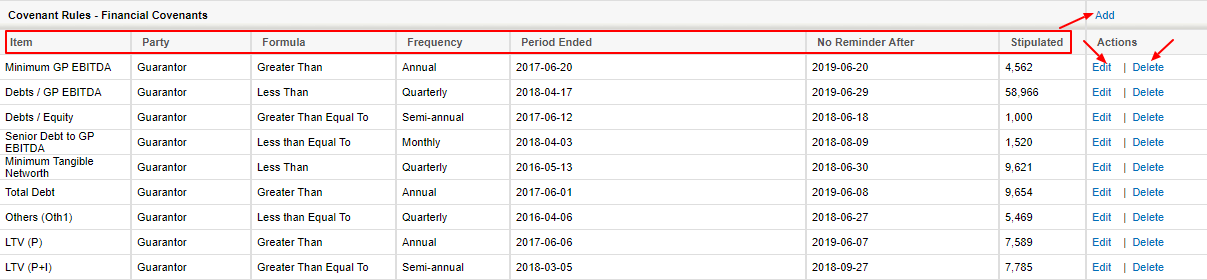 Covenant Rules - Financial Covenants Add
Item Party Formula Frequency Period Ended No Reminder After Stipulated Actions
Minimum GP EBITDA Guarantor Greater Than Annual 2017-06-20 2019-06-20 4,562 Edit | Delete
Debts / GP EBITDA Guarantor Less Than Quarterly 2018-04-17 2019-06-29 58,966 Edit | Delete
Debts / Equity Guarantor Greater Than Equal To Semi-annual 2017-06-12 2018-06-18 1,000 Edit | Delete
Senior Debt to GP
EBITDA Guarantor Less than Equal To Monthly 2018-04-03 2018-08-09 1,520 Edit | Delete
Minimum Tangible
Networth Guarantor Less Than Quarterly 2016-05-13 2018-06-30 9,621 Edit | Delete
Total Debt Guarantor Greater Than Annual 2017-06-01 2019-06-08 9,654 Edit | Delete
Others (Oth1) Guarantor Less than Equal To Quarterly 2016-04-06 2018-06-27 5,469 Edit | Delete
LTV (P) Guarantor Greater Than Annual 2017-06-06 2019-06-07 7,589 Edit | Delete
LTV (P+I) Guarantor Greater Than Equal To Semi-annual 2018-03-05 2018-09-27 7,785 Edit | Delete